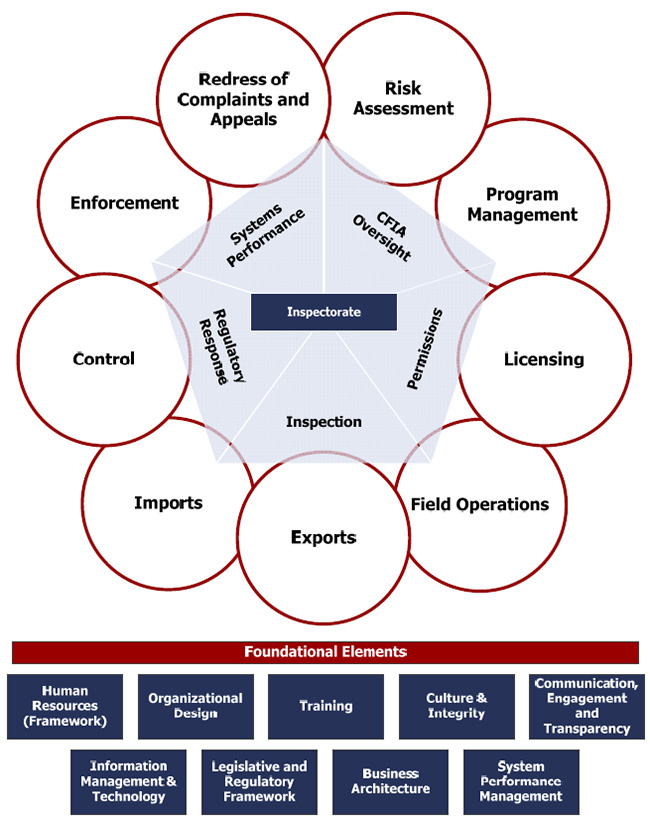 Redress of
Complaints and
Appeals
Risk
Assessment
Enforcement
Program
Management
Systems
Performance
CFIA
Oversight
Inspectorate
Control
Regulatory
Response
Permissions
Licensing
Inspection
Imports
Field Operations
Exports
Foundational Elements
Human
Resources
(Framework)
Organizational
Design
Training
Culture &
Integrity
Communication,
Engagement
and
Transparency
Information
Management &
Technology
Legislative and
Regulatory
Framework
Business
Architecture
System
Performance
Management